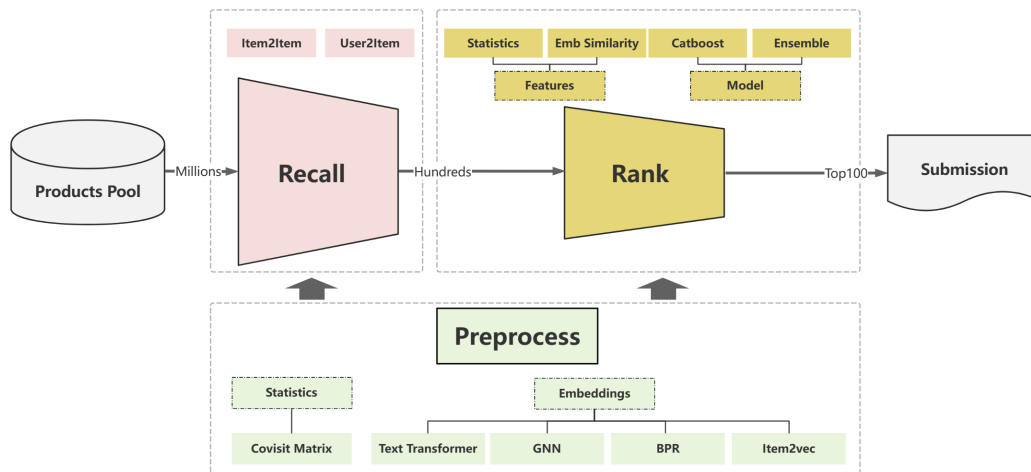 Item2Item
User2Item
Statistics
Emb Similarity
Catboost
Ensemble
Features
Model
Products Pool
Millions
Recall
Hundreds
Rank
Top100
Submission
Preprocess
Statistics
Embeddings
Covisit Matrix
Text Transformer
GNN
BPR
Item2vec